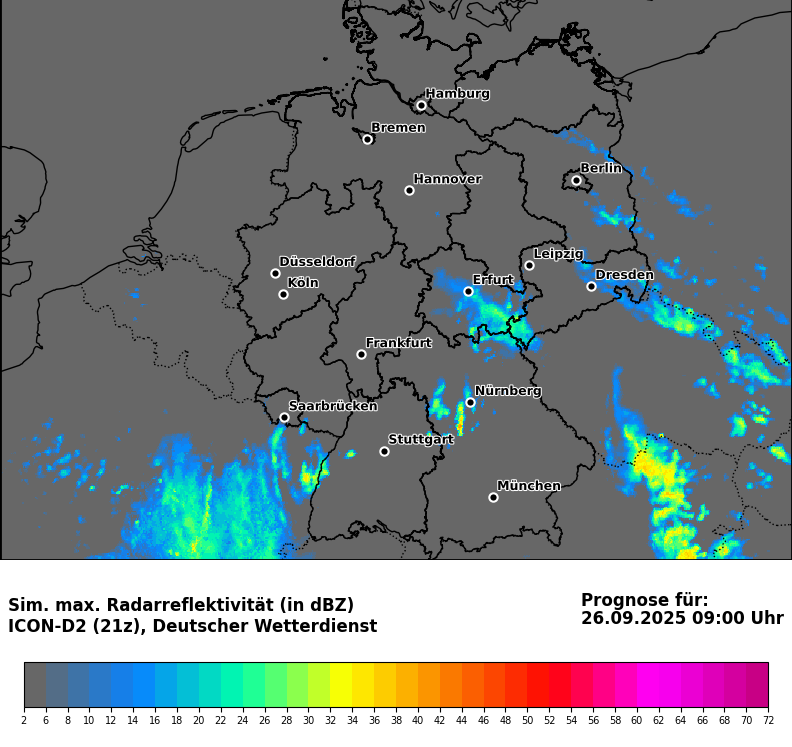 Hamburg
Bremen
Berlin
Hannover
Leipzig
Düsseldorf
Dresden
Köln
Erfurt
Frankfurt
Nürnberg
Saarbrücken
Stuttgart
München
Sim. max. Radarreflektivität (in dBZ)
ICON-D2 (21z), Deutscher Wetterdienst
Prognose für:
26.09.2025 09:00 Uhr
2 6 8 10 12 14 16 18 20 22 24 26 28 30 32 34 36 38 40 42 44 46 48 50 52 54 56 58 60 62 64 66 68 70 72